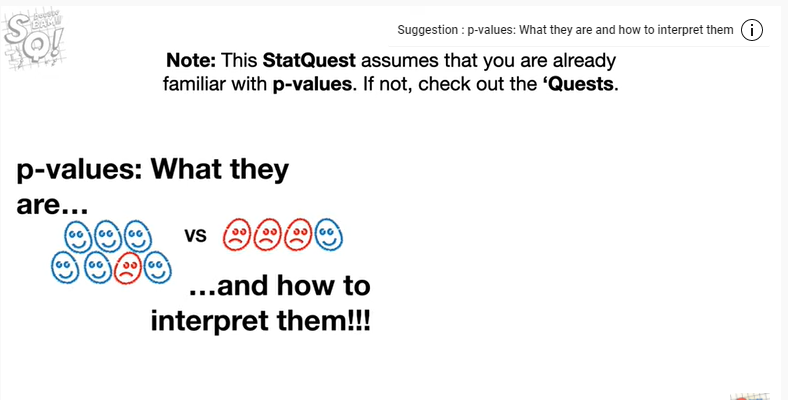 Suggestion : p-values: What they are and how to interpret them
Note: This StatQuest assumes that you are already
familiar with p-values. If not, check out the ‘Quests.
p-values: What they
are…
vs
…and how to
interpret them!!!